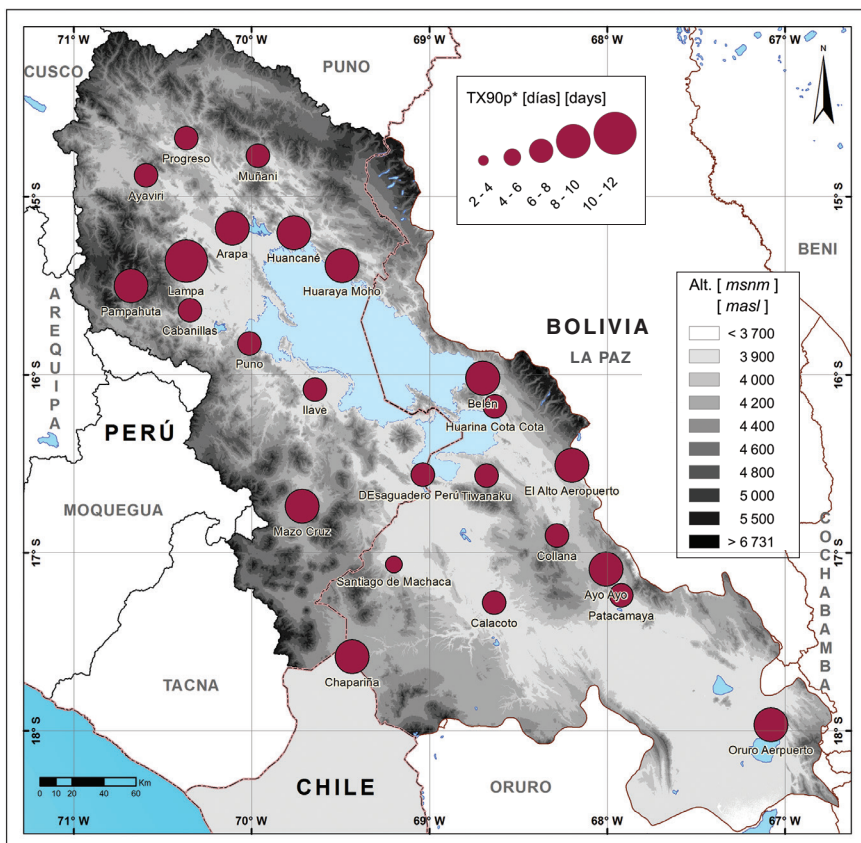 71°W
70°W
69°W
68°W
67°W
CUSCO
PUNO
N
TX90p* [días] [days]
2 - 4
4 - 6
6 - 8
8 - 10
10 - 12
Progreso
Muñani
Ayaviri
15°S
15°S
Arapa
Huancané
BENI
Lampa
Huaraya Moho
Pampahuta
Cabanillas
AREQUIPA
Alt. [ msnm ]
[ masl ]
< 3 700
3 900
4 000
4 200
4 400
4 600
4 800
5 000
5 500
> 6 731
BOLIVIA
LA PAZ
Puno
16°S
16°S
Ilave
Belén
Huarina Cota Cota
PERÚ
DEsaguadero Perú
Tiwanaku
El Alto Aeropuerto
MOQUEGUA
Mazo Cruz
Collana
17°S
17°S
COCHABAMBA
Santiago de Machaca
Ayo Ayo
Patacamaya
Calacoto
Chapariña
TACNA
18°S
18°S
Oruro Aerpuerto
CHILE
ORURO
Km
0 10 20 40 60
71°W
70°W
69°W
68°W
67°W